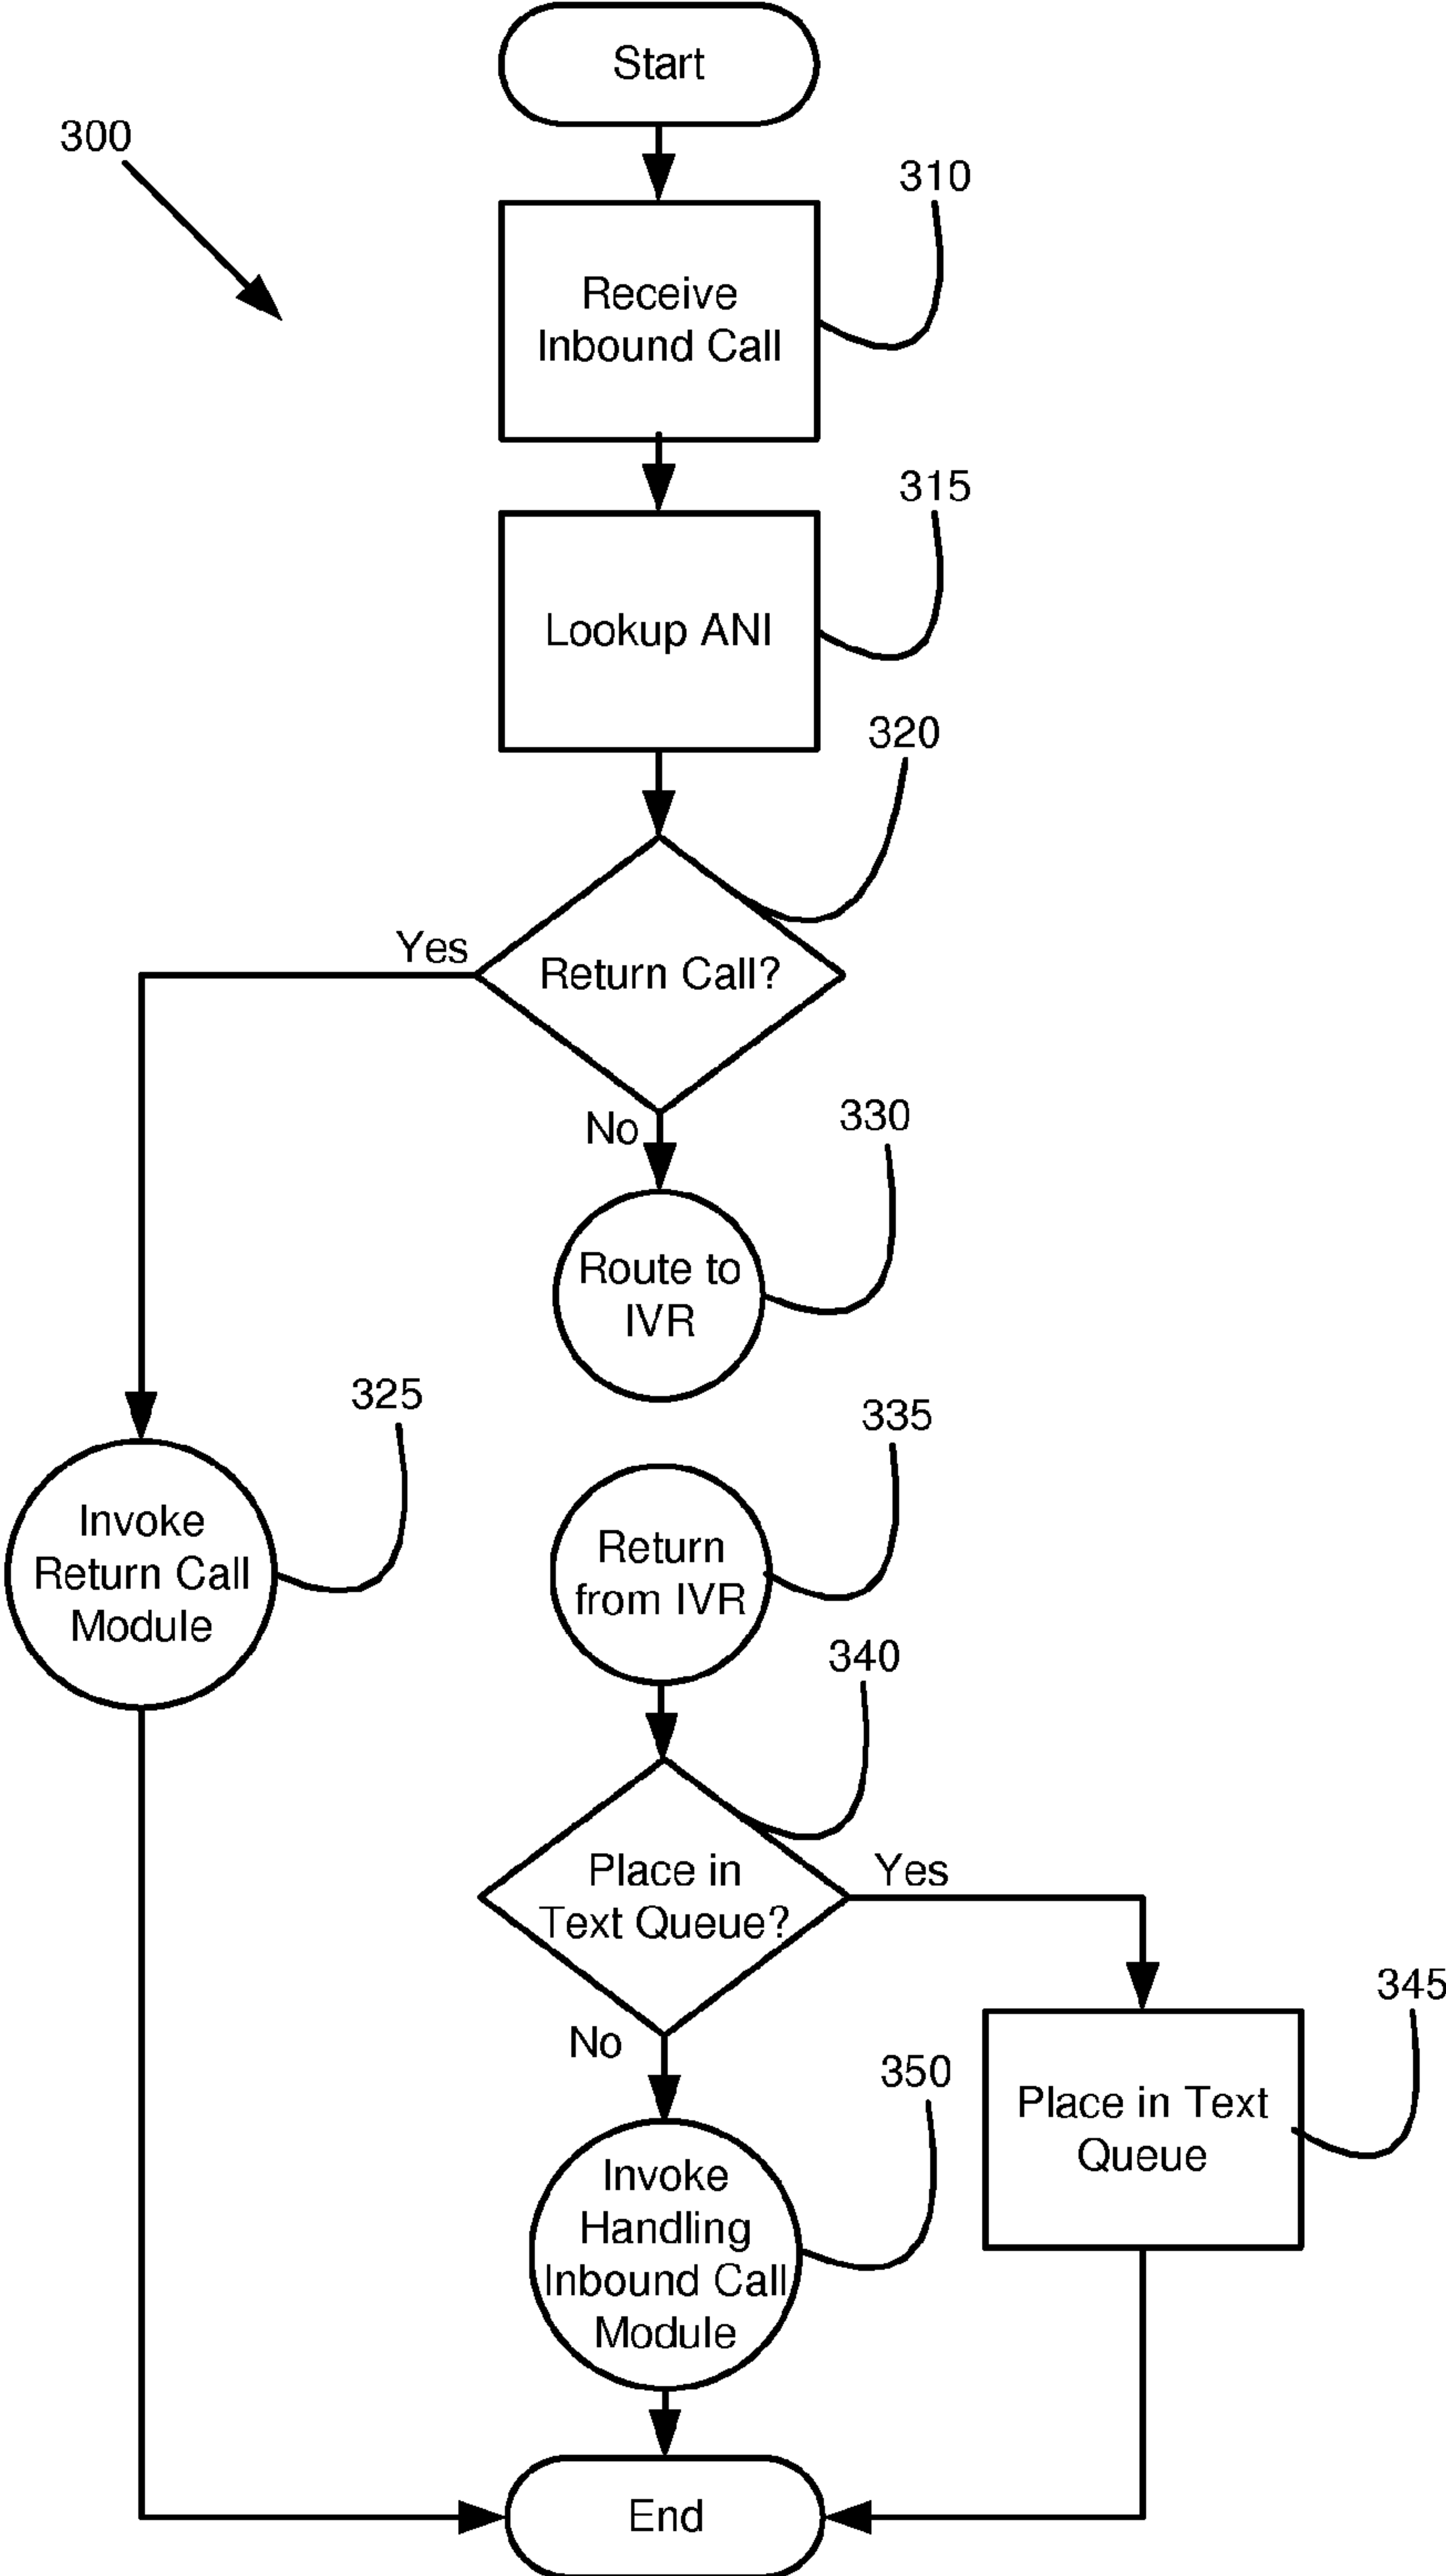 Start
300
310
Receive
Inbound Call
315
Lookup ANI
320
Yes
Return Call?
No
330
Route to
IVR
325
335
Invoke
Return Call
Module
Return
from IVR
340
Place in
Text Queue?
Yes
345
No
350
Place in Text
Queue
Invoke
Handling
Inbound Call
Module
End